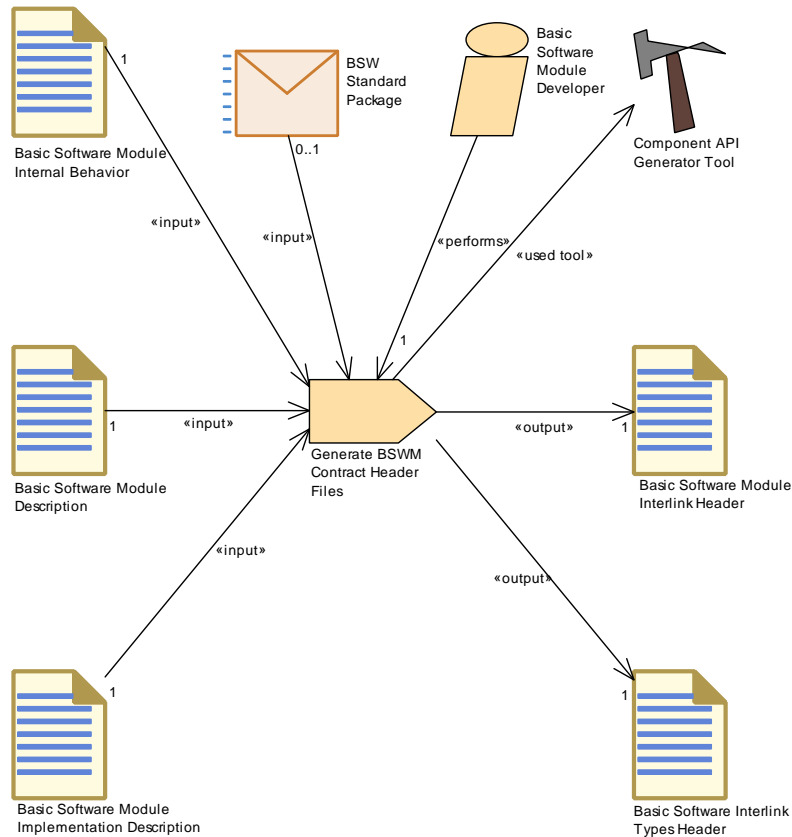 Basic
Software
Module
Developer
BSW
Standard
Package
1
0..1
Component API
Generator Tool
Basic Software Module
Internal Behavior
«input»
«input»
«performs»
«used tool»
1
1
«input»
«output»
1
Generate BSWM
Contract Header
Files
Basic Software Module
Description
Basic Software Module
Interlink Header
«input»
«output»
1
1
Basic Software Module
Implementation Description
Basic Software Interlink
Types Header